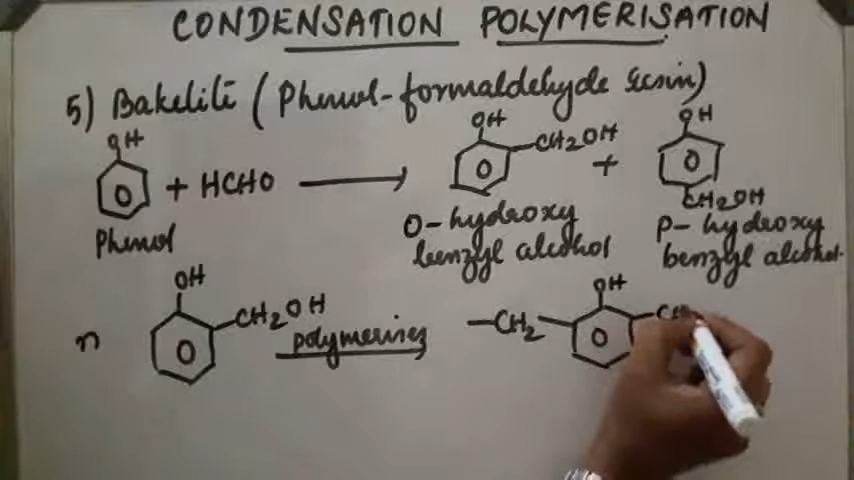 CONDENSATION POLYMERISATION
5) Bakelite (Phenol-formaldehyde resin)
OH OH CH2OH OH
+ HCHO + CH2OH
Phenol O-hydroxy benzyl alcohol P-hydroxy benzyl alcohol
OH OH
n CH2OH polymerises -CH2